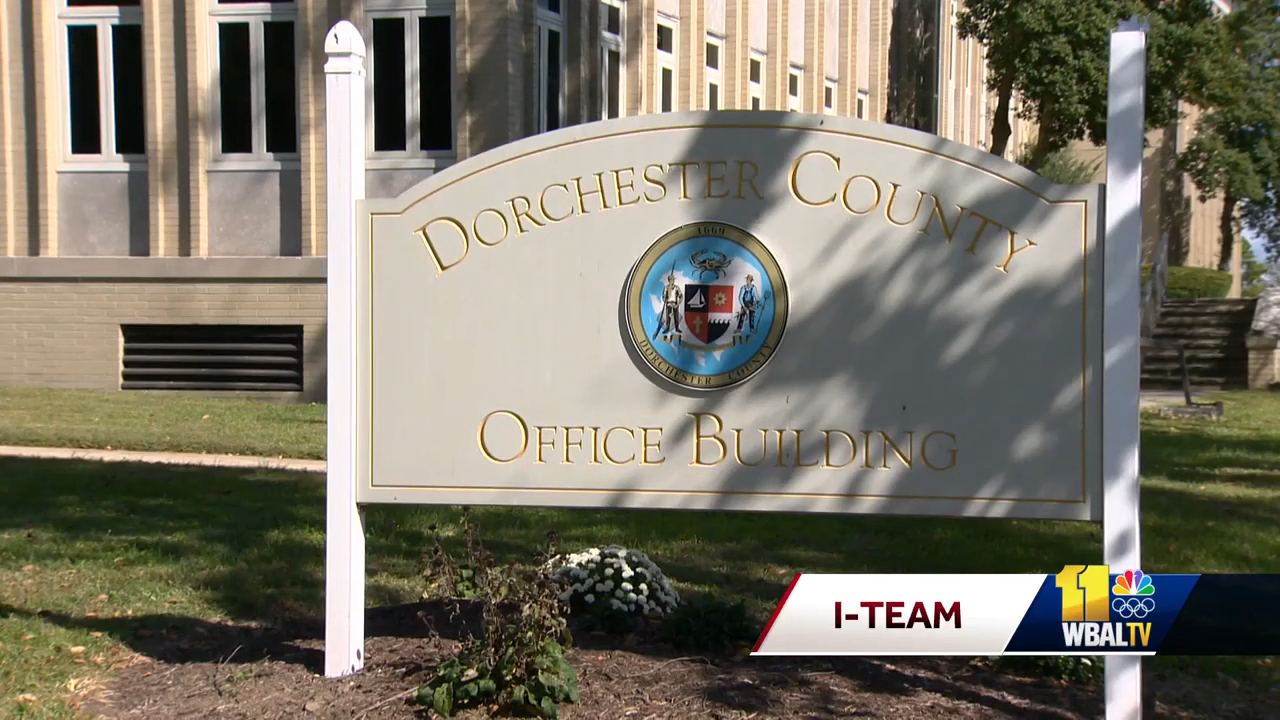 DORCHESTER COUNTY
1669
DORCHESTER COUNTY
OFFICE BUILDING
I-TEAM
11
WBALTV